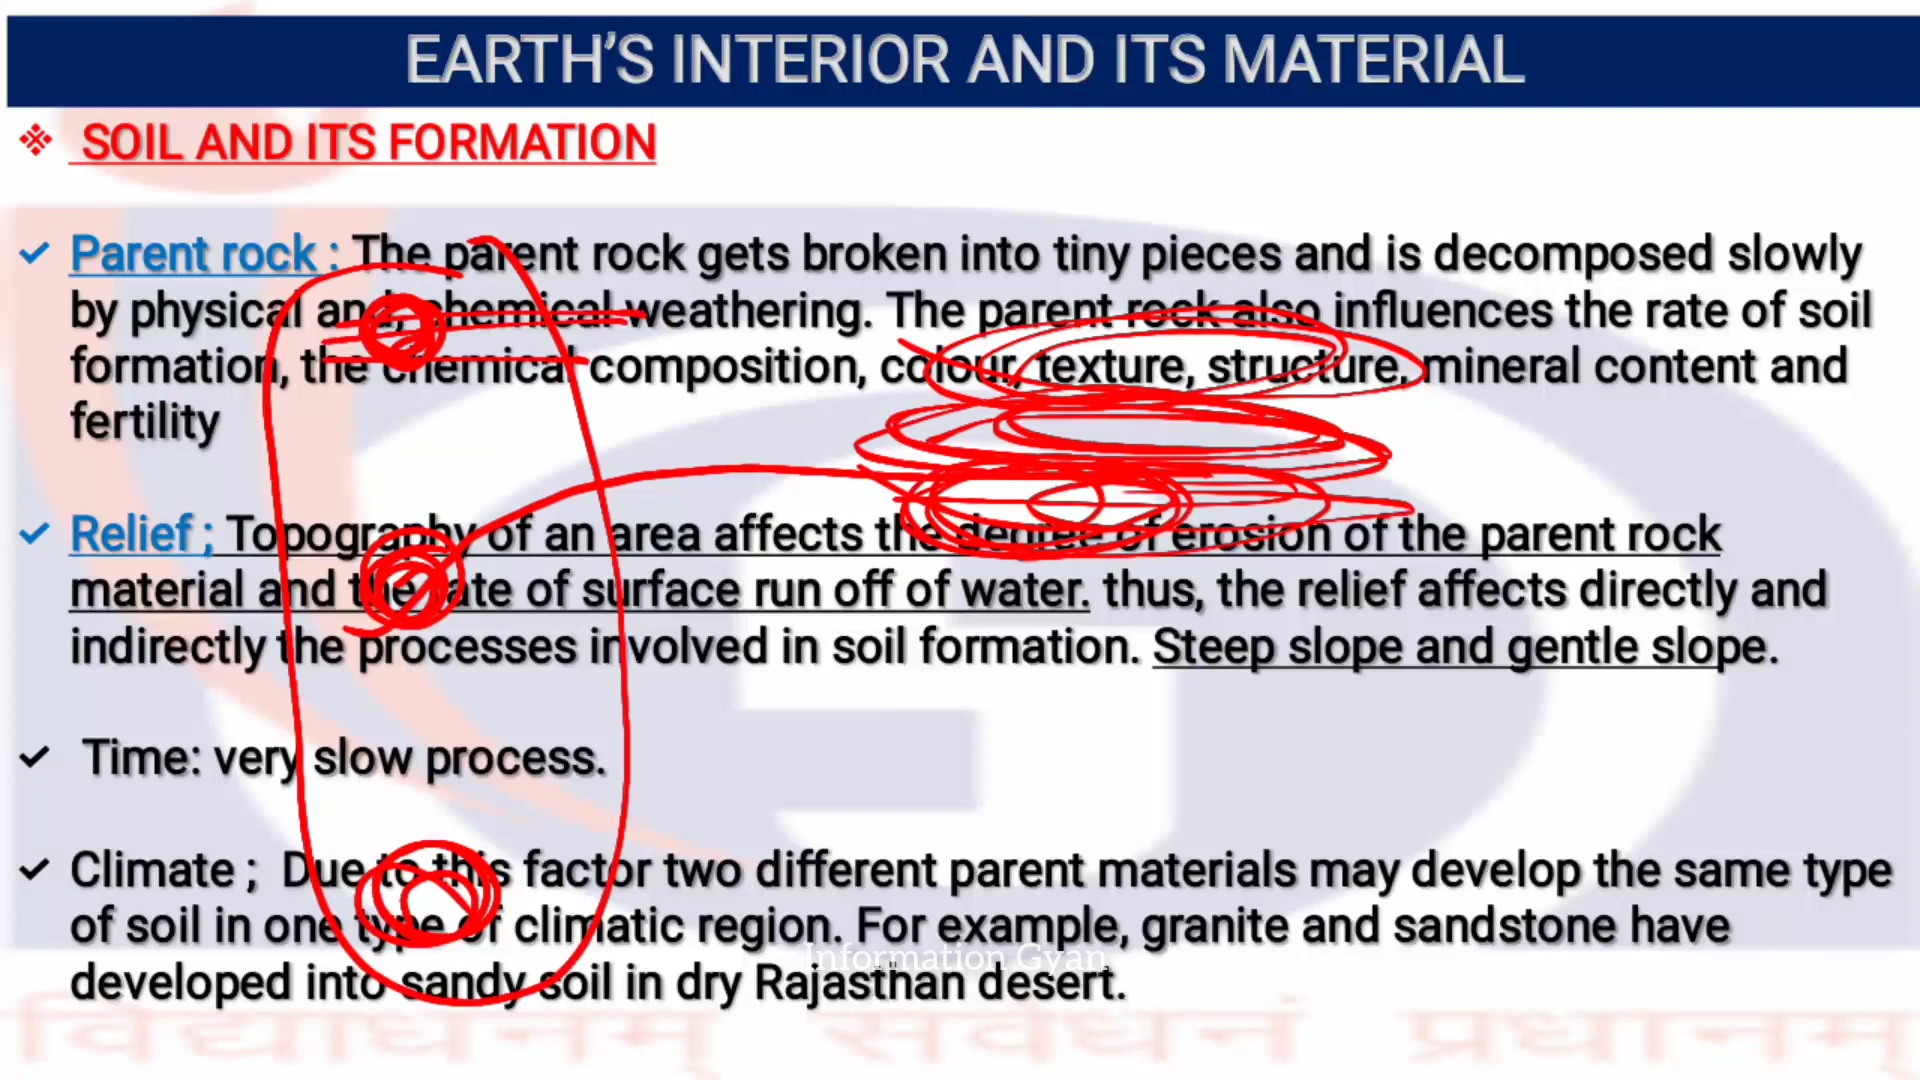 EARTH'S INTERIOR AND ITS MATERIAL
❖ SOIL AND ITS FORMATION
✓ Parent rock : The parent rock gets broken into tiny pieces and is decomposed slowly
by physical and, chemical weathering. The parent rock also influences the rate of soil
formation, the chemical composition, colour, texture, structure, mineral content and
fertility
✓ Relief ; Topography of an area affects the degree of erosion of the parent rock
material and the rate of surface run off of water. thus, the relief affects directly and
indirectly the processes involved in soil formation. Steep slope and gentle slope.
✓ Time: very slow process.
✓ Climate ; Due to this factor two different parent materials may develop the same type
of soil in one type of climatic region. For example, granite and sandstone have
Information Gyan
developed into sandy soil in dry Rajasthan desert.
विद्याधनम् सर्वधनं प्रधानम्